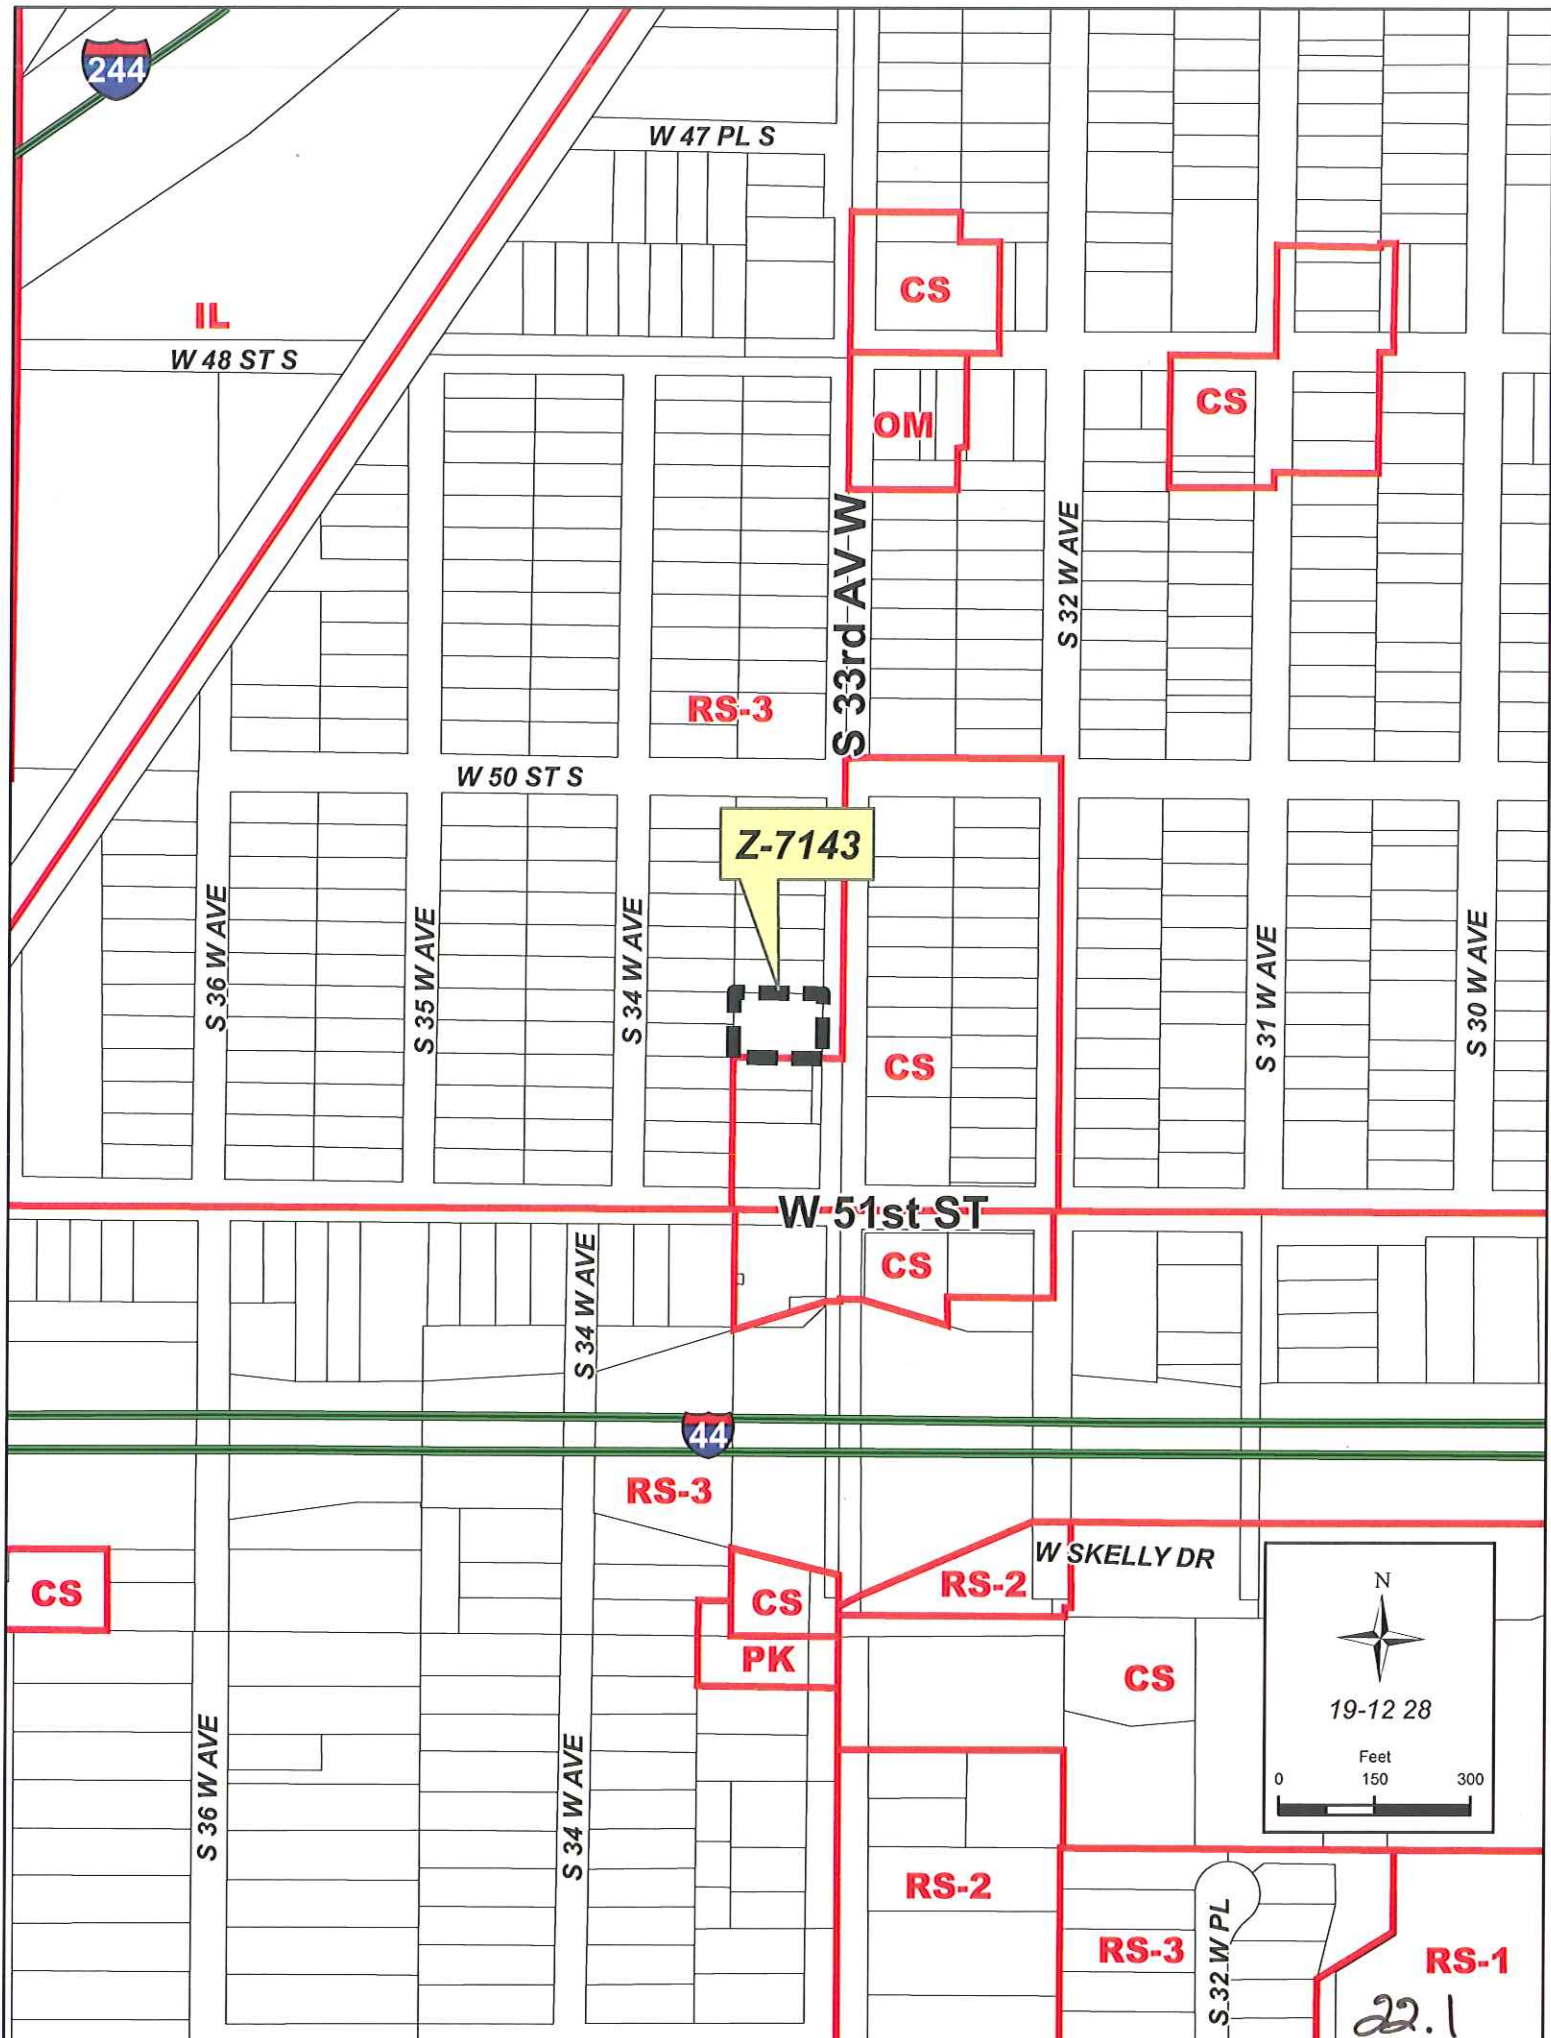 244
W 47 PL S
CS
IL
W 48 ST S
CS
OM
S 33rd AV W
S 32 W AVE
RS-3
W 50 ST S
Z-7143
S 36 W AVE
S 35 W AVE
S 34 W AVE
CS
S 31 W AVE
S 30 W AVE
W 51st ST
S 34 W AVE
CS
44
RS-3
W SKELLY DR
CS
CS
RS-2
N
PK
CS
19-12 28
Feet
0 150 300
S 36 W AVE
S 34 W AVE
RS-2
RS-3
S 32 W PL
RS-1
22.1